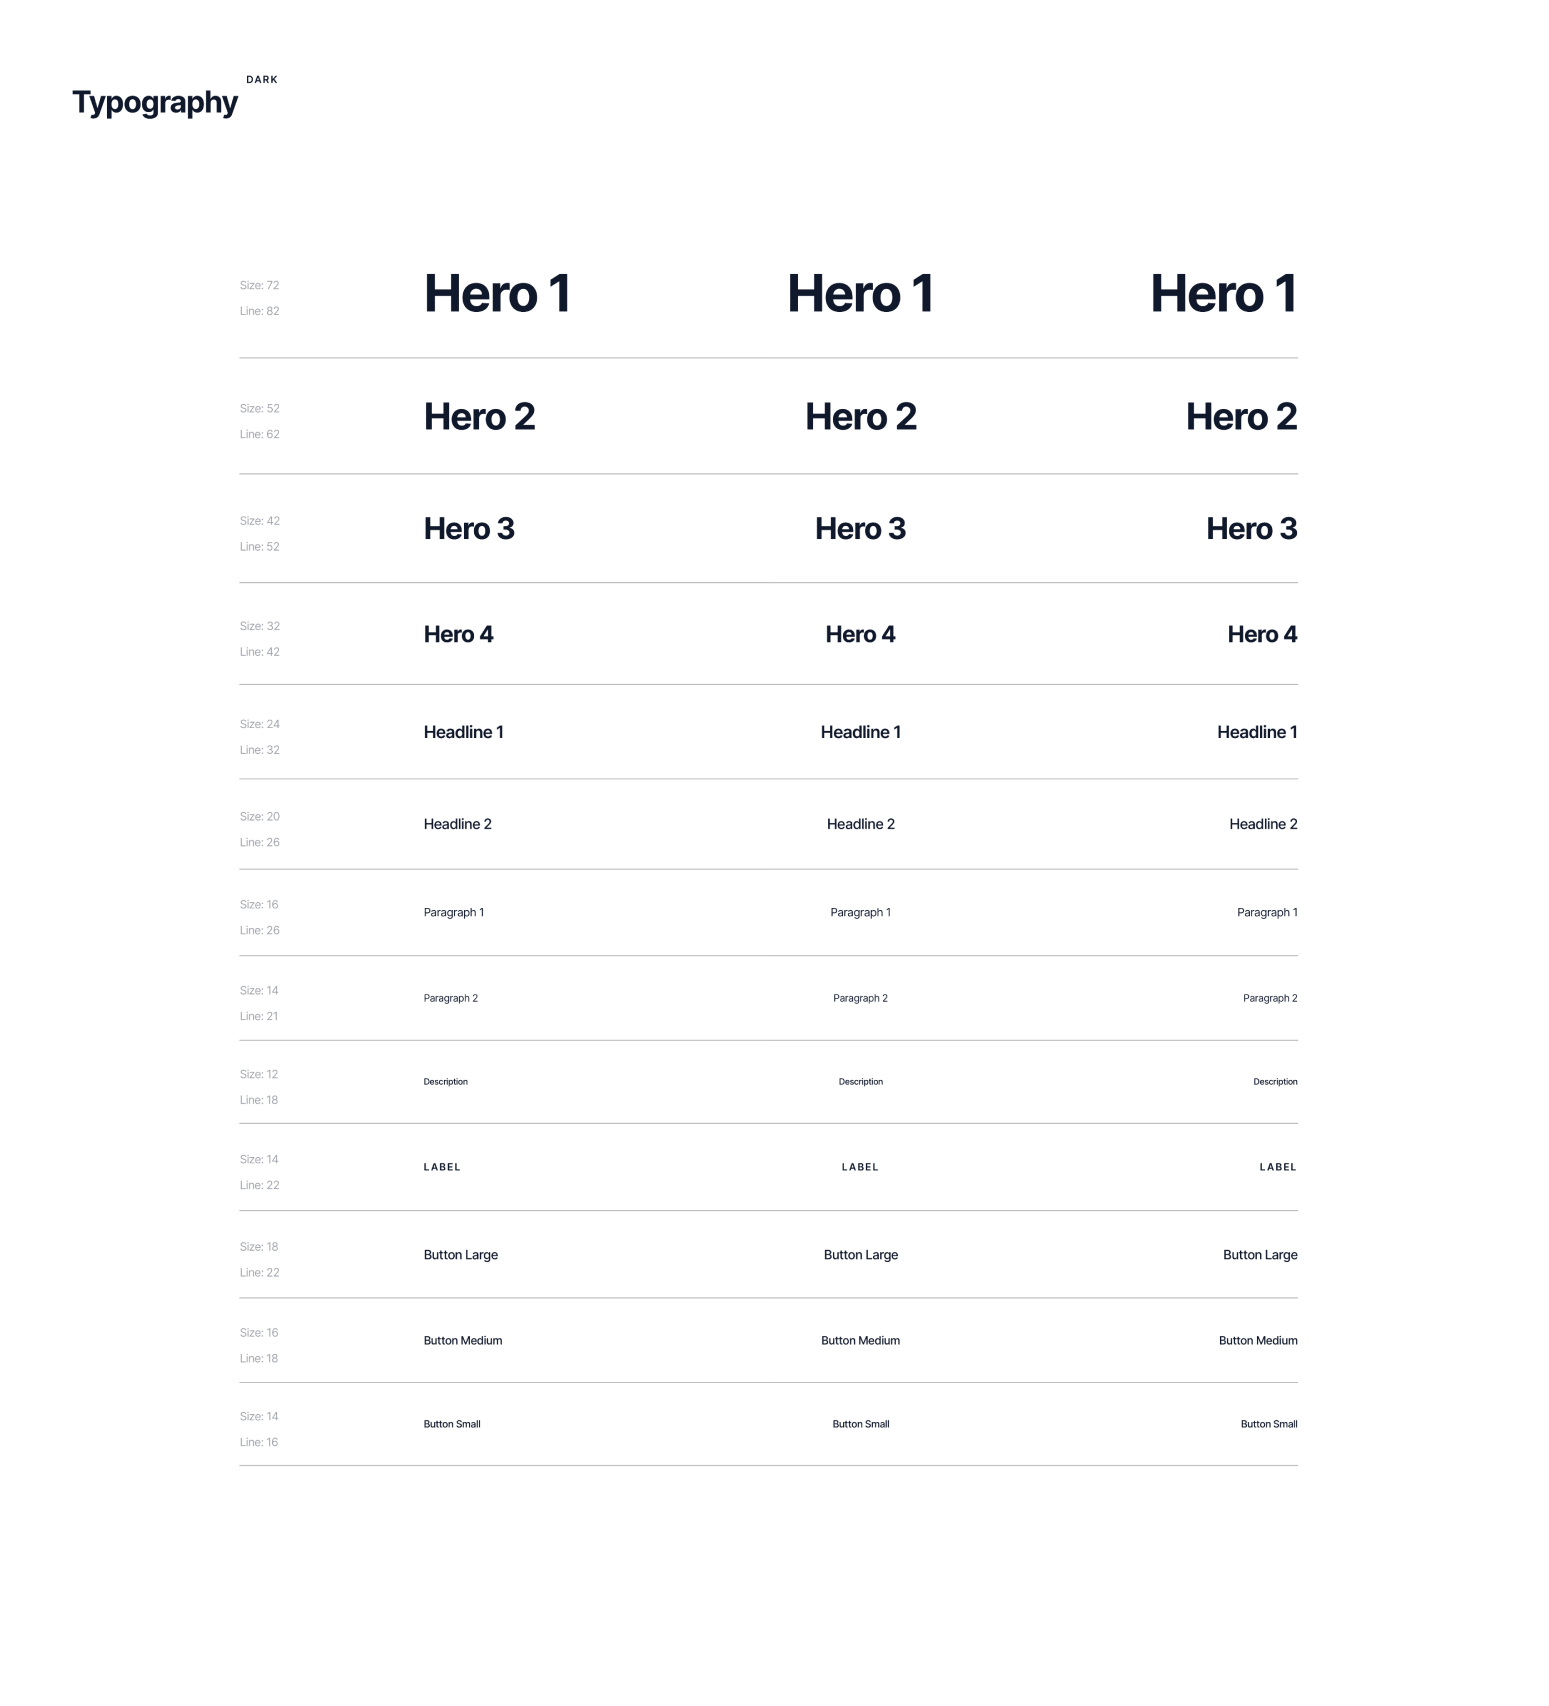 DARK
Typography
Size: 72
Line: 82
Hero 1 Hero 1 Hero 1
Size: 52
Line: 62
Hero 2 Hero 2 Hero 2
Size: 42
Line: 52
Hero 3 Hero 3 Hero 3
Size: 32
Line: 42
Hero 4 Hero 4 Hero 4
Size: 24
Line: 32
Headline 1 Headline 1 Headline 1
Size: 20
Line: 26
Headline 2 Headline 2 Headline 2
Size: 16
Line: 26
Paragraph 1 Paragraph 1 Paragraph 1
Size: 14
Line: 21
Paragraph 2 Paragraph 2 Paragraph 2
Size: 12
Line: 18
Description Description Description
Size: 14
Line: 22
LABEL LABEL LABEL
Size: 18
Line: 22
Button Large Button Large Button Large
Size: 16
Line: 18
Button Medium Button Medium Button Medium
Size: 14
Line: 16
Button Small Button Small Button Small